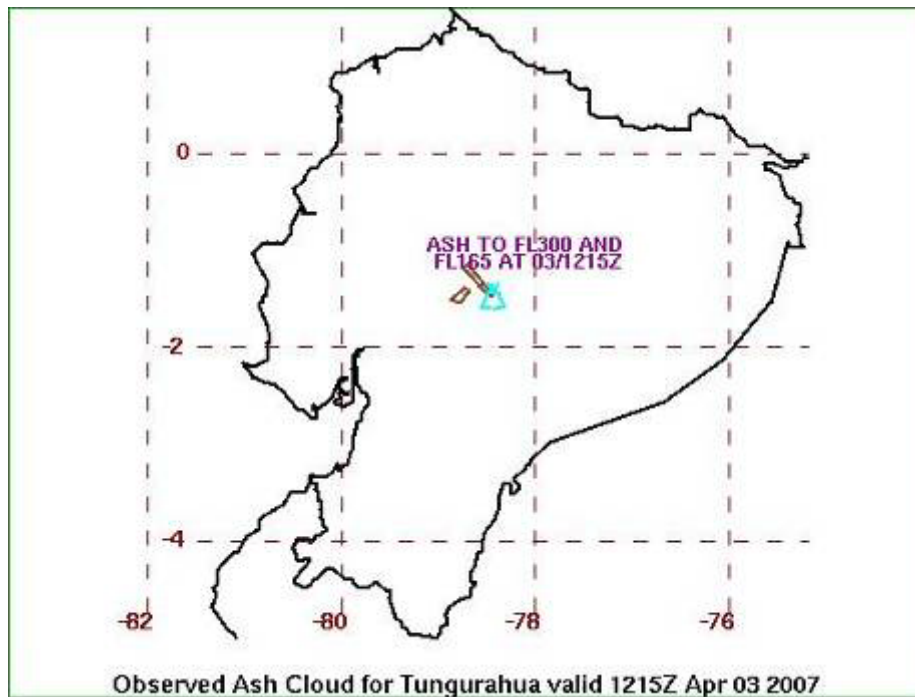 0
ASH TO FL300 AND
FL165 AT 03/1215Z
-2
-4
-82 -80 -78 -76
Observed Ash Cloud for Tungurahua valid 1215Z Apr 03 2007